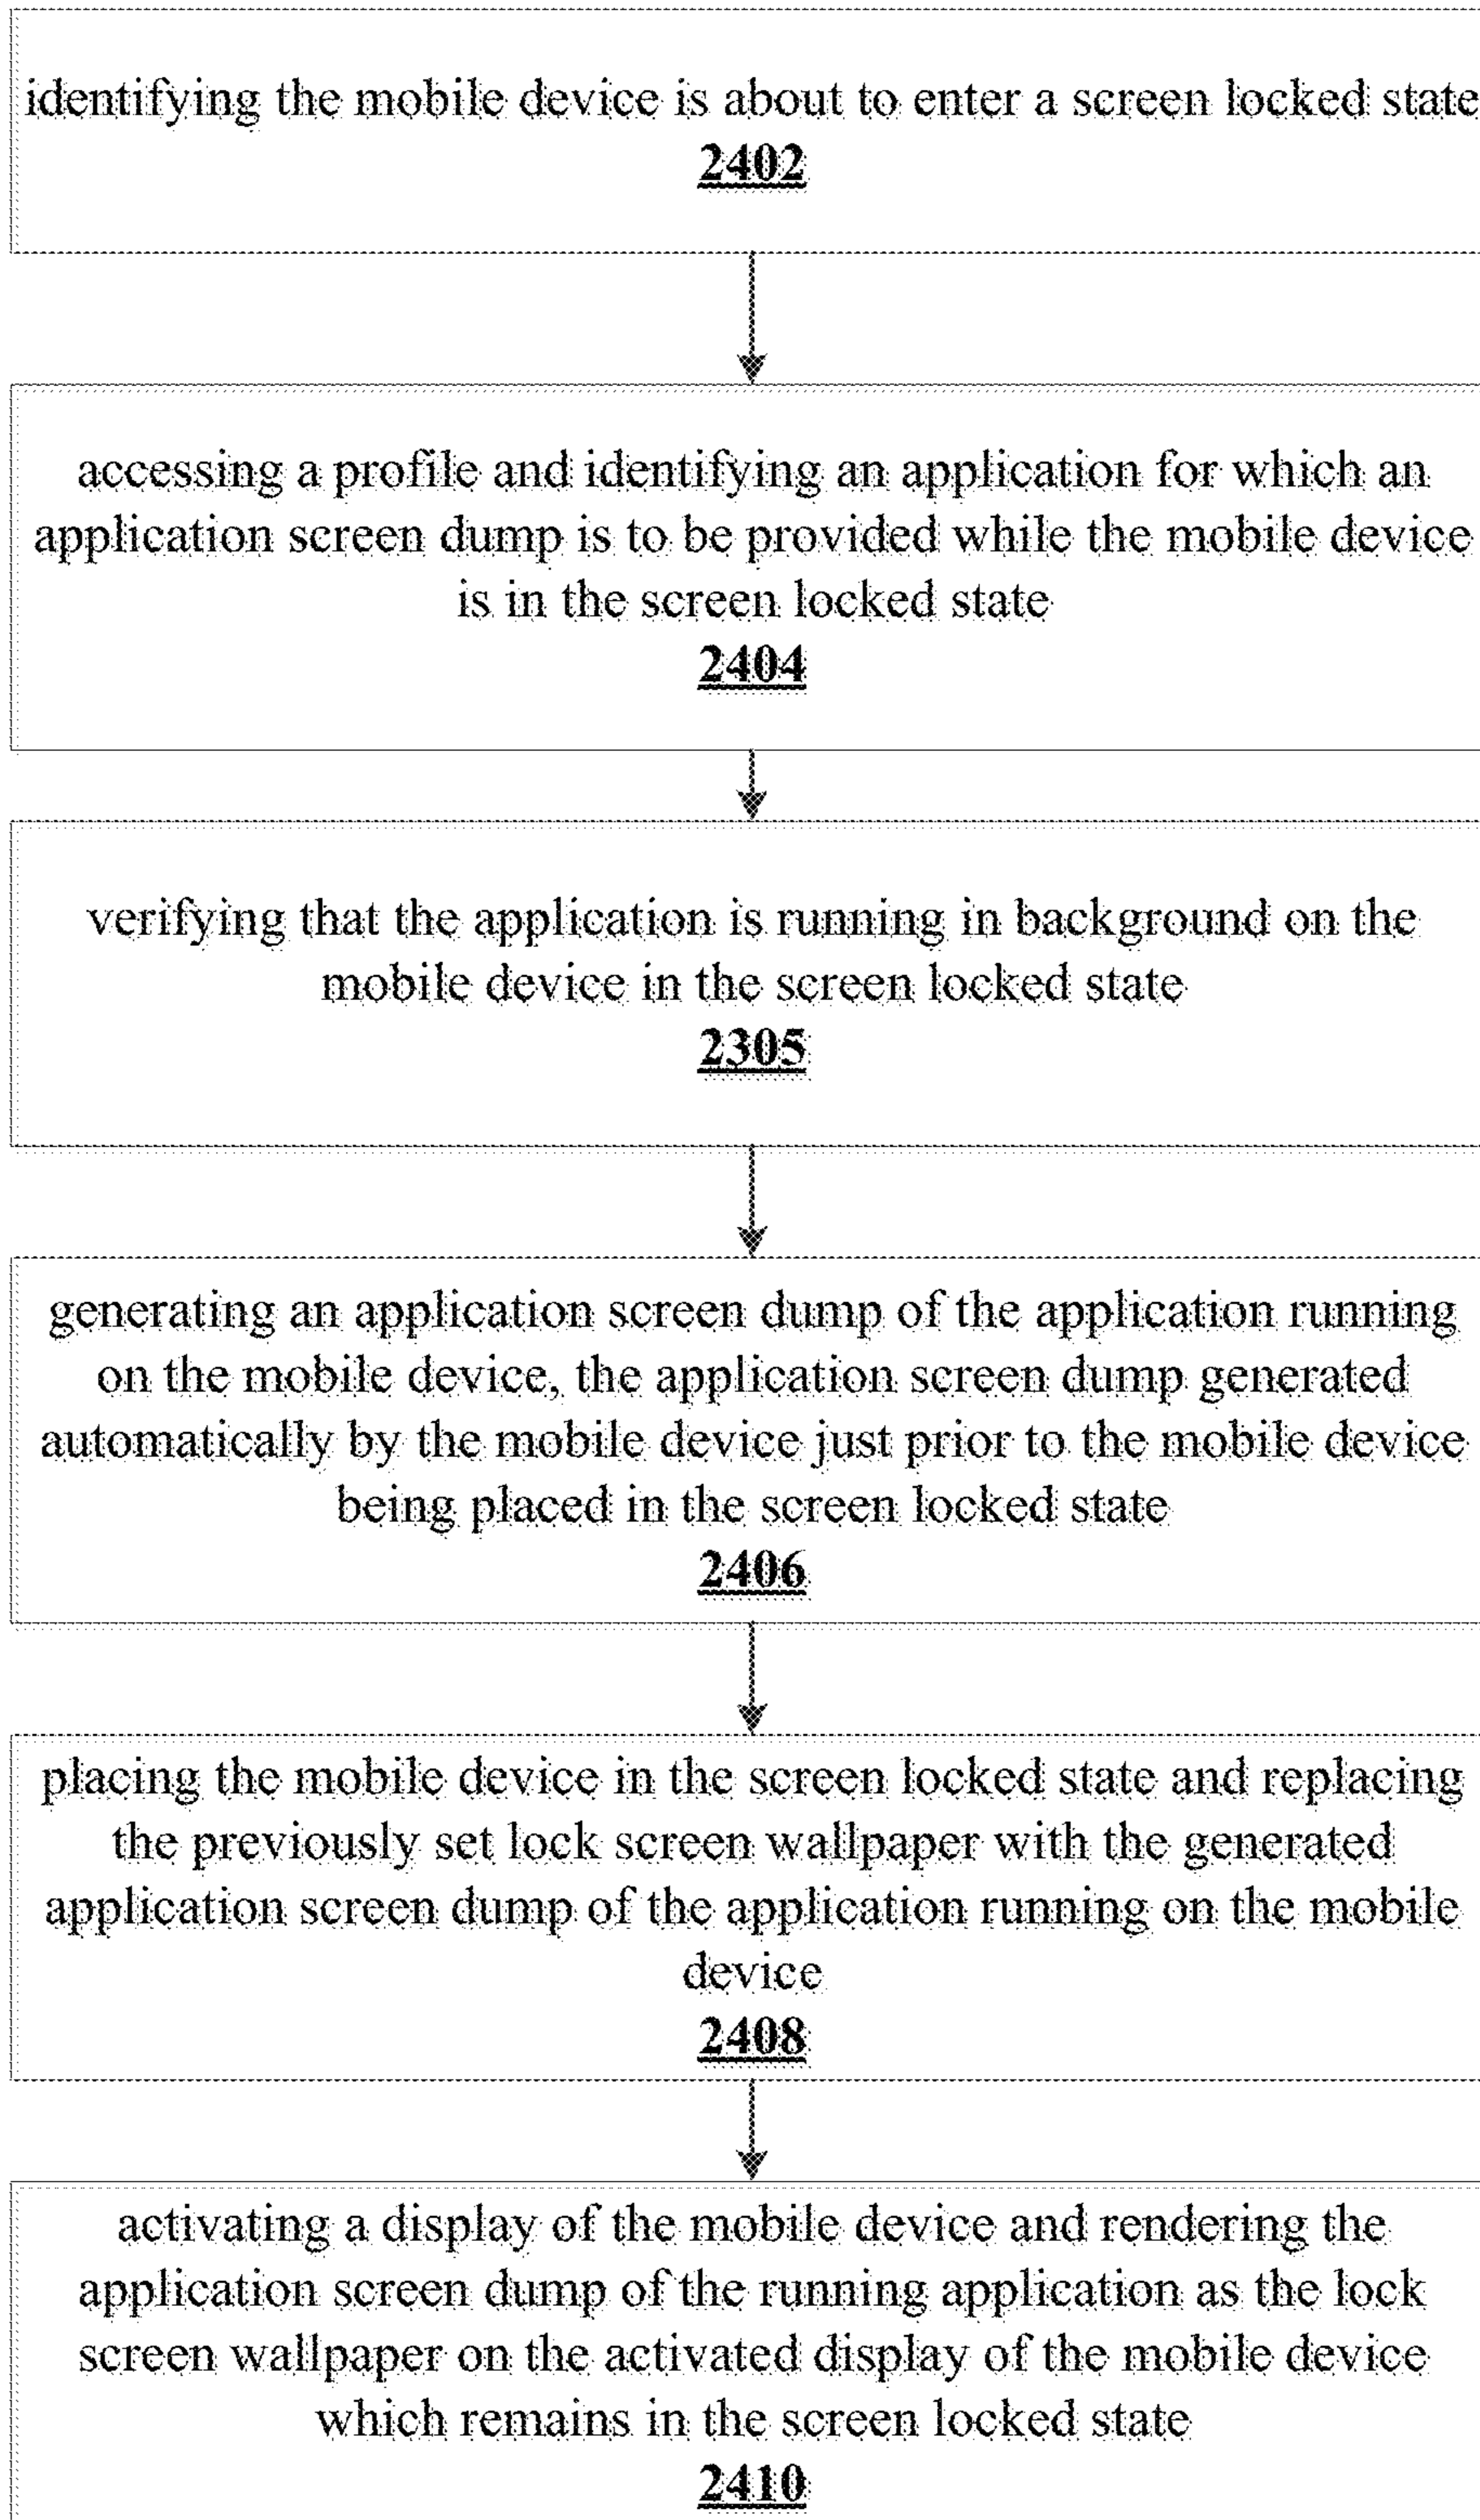 identifying the mobile device is about to enter a screen locked state
2402
accessing a profile and identifying an application for which an
application screen dump is to be provided while the mobile device
is in the screen locked state
2404
verifying that the application is running in background on the
mobile device in the screen locked state
2305
generating an application screen dump of the application running
on the mobile device, the application screen dump generated
automatically by the mobile device just prior to the mobile device
being placed in the screen locked state
2406
placing the mobile device in the screen locked state and replacing
the previously set lock screen wallpaper with the generated
application screen dump of the application running on the mobile
device
2408
activating a display of the mobile device and rendering the
application screen dump of the running application as the lock
screen wallpaper on the activated display of the mobile device
which remains in the screen locked state
2410